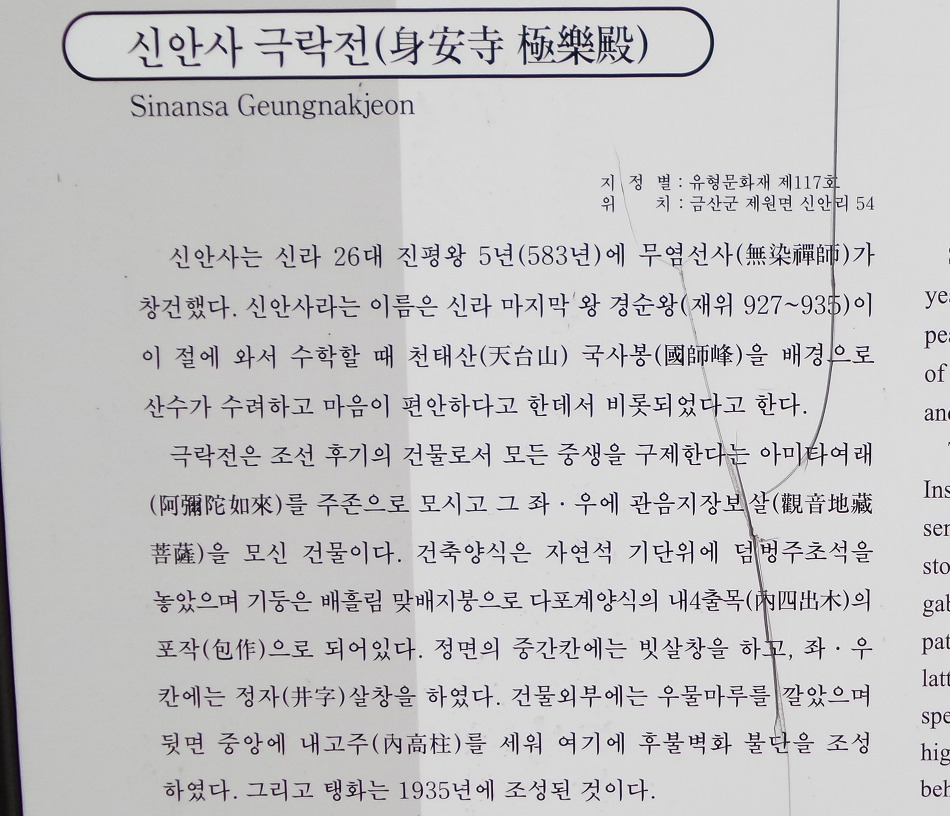 신안사 극락전(身安寺 極樂殿)
Sinansa Geungnakjeon
지 정 별 : 유형문화재 제117호
위 치 : 금산군 제원면 신안리 54
신안사는 신라 26대 진평왕 5년(583년)에 무염선사(無染禪師)가
창건했다. 신안사라는 이름은 신라 마지막 왕 경순왕(재위 927~935)이
이 절에 와서 수학할 때 천태산(天台山) 국사봉(國師峰)을 배경으로
산수가 수려하고 마음이 편안하다고 한데서 비롯되었다고 한다.
극락전은 조선 후기의 건물로서 모든 중생을 구제한다는 아미타여래
(阿彌陀如來)를 주존으로 모시고 그 좌 · 우에 관음지장보살(觀音地藏
菩薩)을 모신 건물이다. 건축양식은 자연석 기단위에 덤벙주초석을
놓았으며 기둥은 배흘림 맞배지붕으로 다포계양식의 내4출목(內四出木)의
포작(包作)으로 되어있다. 정면의 중간칸에는 빗살창을 하고, 좌 · 우
칸에는 정자(井字)살창을 하였다. 건물외부에는 우물마루를 깔았으며
뒷면 중앙에 내고주(內高柱)를 세워 여기에 후불벽화 불단을 조성
하였다. 그리고 탱화는 1935년에 조성된 것이다.
of